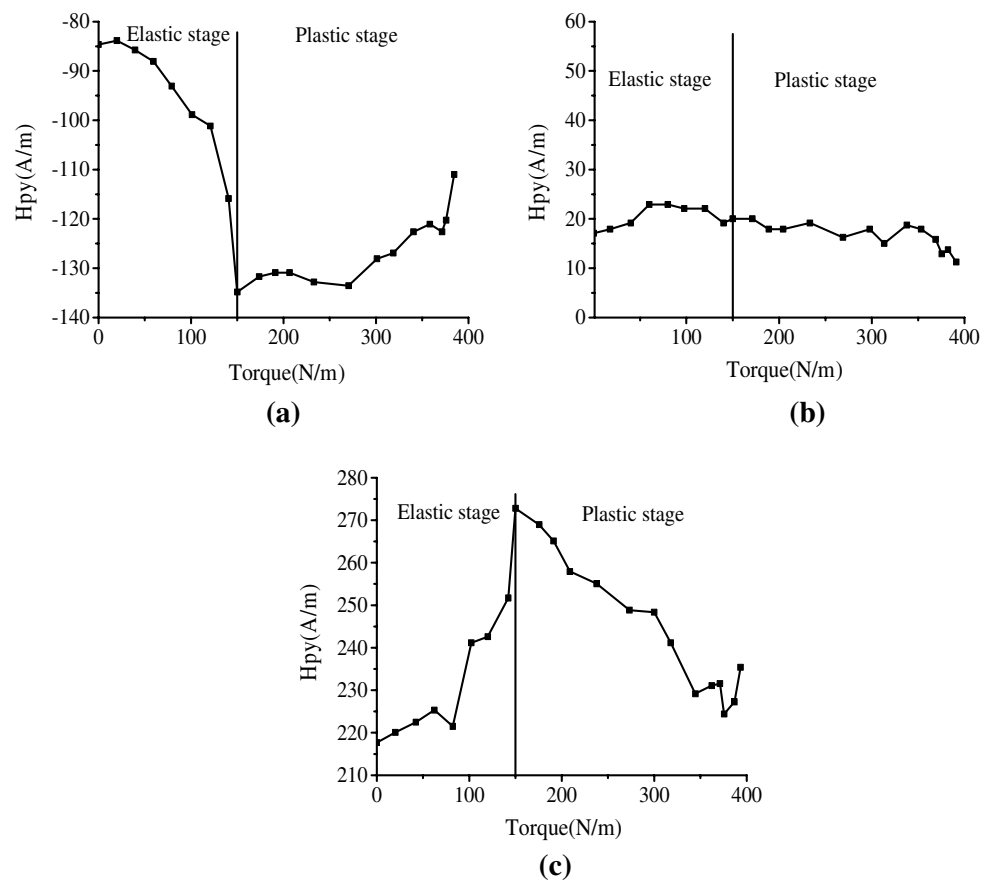 -80
-90
-100
-110
-120
-130
-140
Hpy(A/m)
Elastic stage
Plastic stage
0 100 200 300 400
Torque(N/m)
(a)
60
50
40
30
20
10
0
Hpy(A/m)
Elastic stage
Plastic stage
100 200 300 400
Torque(N/m)
(b)
280
270
260
250
240
230
220
210
Hpy(A/m)
Elastic stage
Plastic stage
0 100 200 300 400
Torque(N/m)
(c)